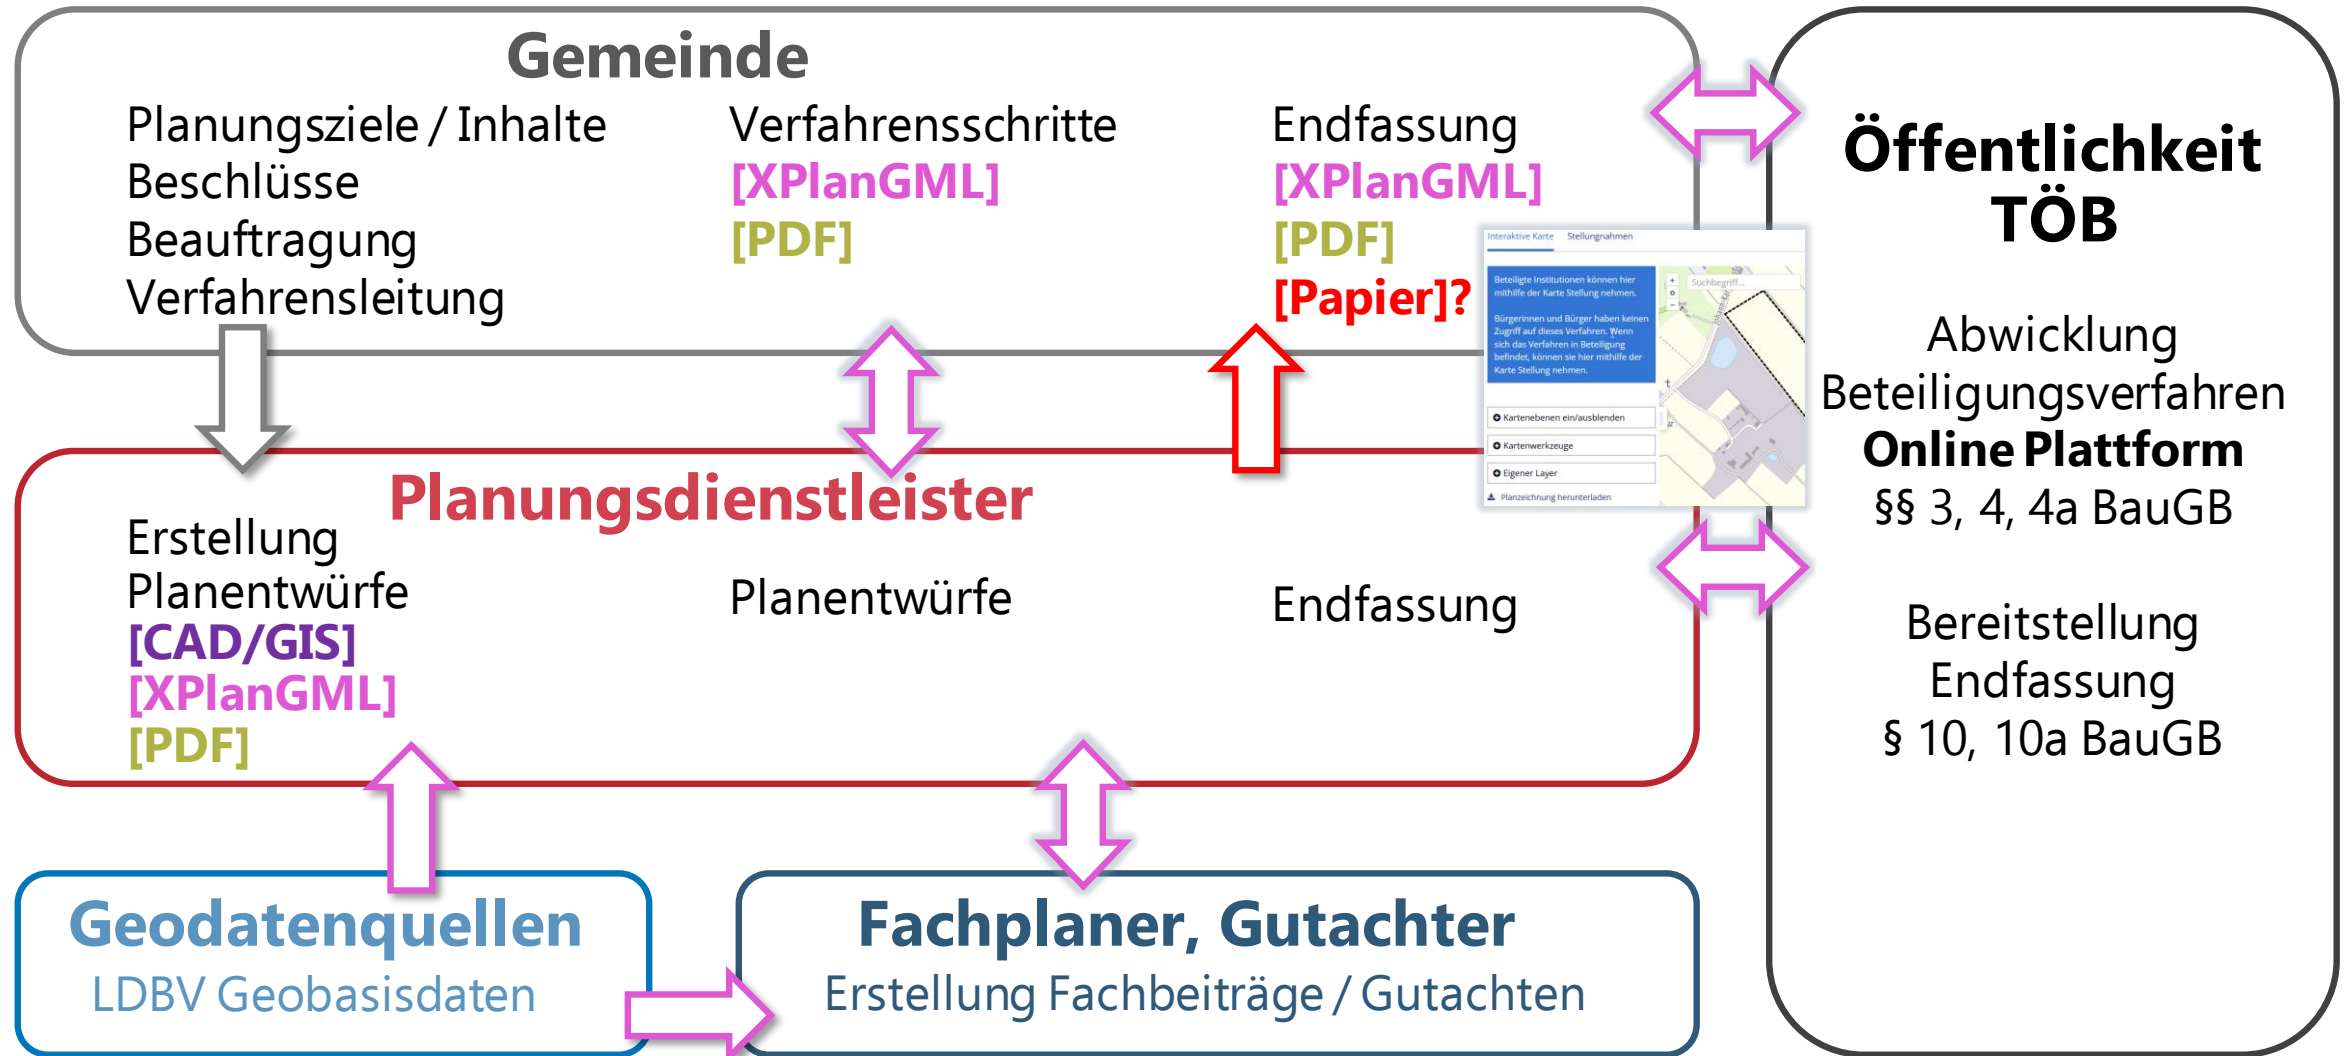 Gemeinde
Planungsziele / Inhalte
Beschlüsse
Beauftragung
Verfahrensleitung
Verfahrensschritte
[XPlanGML]
[PDF]
Endfassung
[XPlanGML]
[PDF]
[Papier]?
Interaktive Karte Stellungnahmen
Beteiligte Institutionen können hier
mithilfe der Karte Stellung nehmen.
Bürgerinnen und Bürger haben keinen
Zugriff auf dieses Verfahren. Wenn
sich das Verfahren in Beteiligung
befindet, können sie hier mithilfe der
Karte Stellung nehmen.
Kartenebenen ein/ausblenden
Kartenwerkzeuge
Eigener Layer
Planzeichnung herunterladen
Suchbegriff...
Öffentlichkeit
TÖB
Abwicklung
Beteiligungsverfahren
Online Plattform
§§ 3, 4, 4a BauGB
Bereitstellung
Endfassung
§ 10, 10a BauGB
Planungsdienstleister
Erstellung
Planentwürfe
[CAD/GIS]
[XPlanGML]
[PDF]
Planentwürfe
Endfassung
Geodatenquellen
LDBV Geobasisdaten
Fachplaner, Gutachter
Erstellung Fachbeiträge / Gutachten